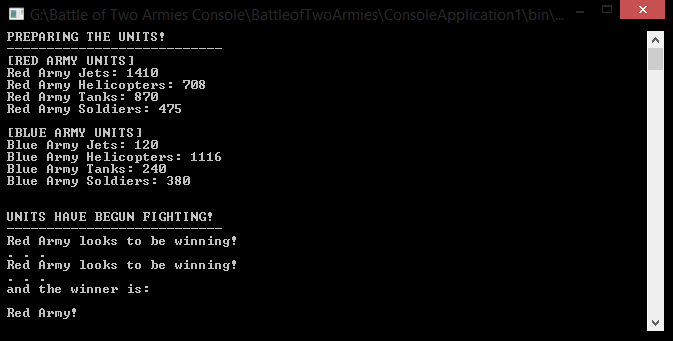 G:\Battle of Two Armies Console\BattleofTwoArmies\ConsoleApplication1\bin\...
PREPARING THE UNITS!
---------------------------
[RED ARMY UNITS]
Red Army Jets: 1410
Red Army Helicopters: 708
Red Army Tanks: 870
Red Army Soldiers: 475
[BLUE ARMY UNITS]
Blue Army Jets: 120
Blue Army Helicopters: 1116
Blue Army Tanks: 240
Blue Army Soldiers: 380
UNITS HAVE BEGUN FIGHTING!
---------------------------
Red Army looks to be winning!
. . .
Red Army looks to be winning!
. . .
and the winner is:
Red Army!